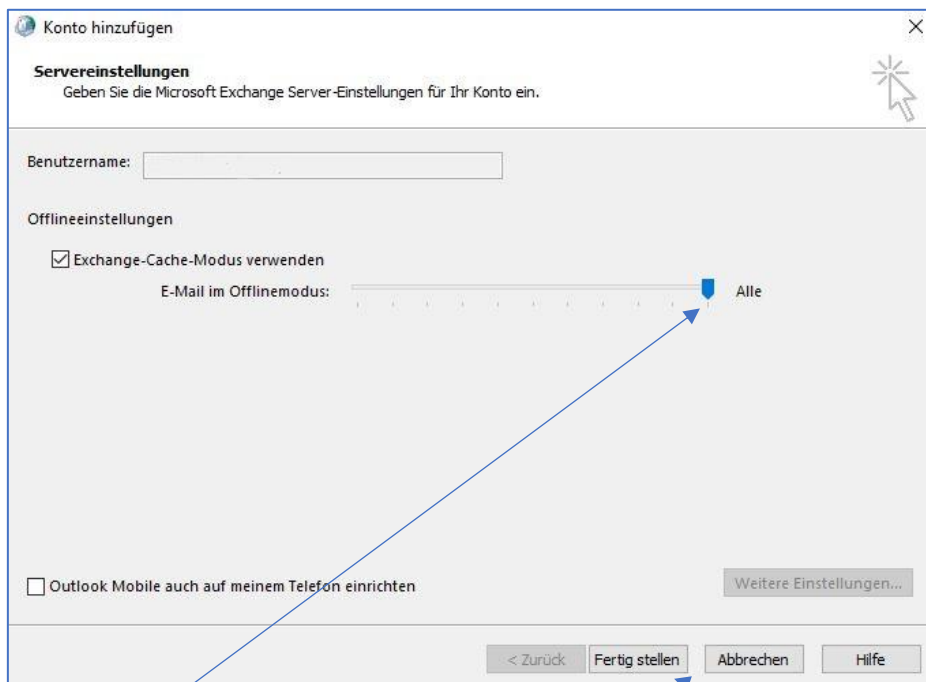 Konto hinzufügen
Servereinstellungen
Geben Sie die Microsoft Exchange Server-Einstellungen für Ihr Konto ein.
Benutzername:
Offlineeinstellungen
Exchange-Cache-Modus verwenden
E-Mail im Offlinemodus: Alle
Outlook Mobile auch auf meinem Telefon einrichten
Weitere Einstellungen...
< Zurück Fertig stellen Abbrechen Hilfe